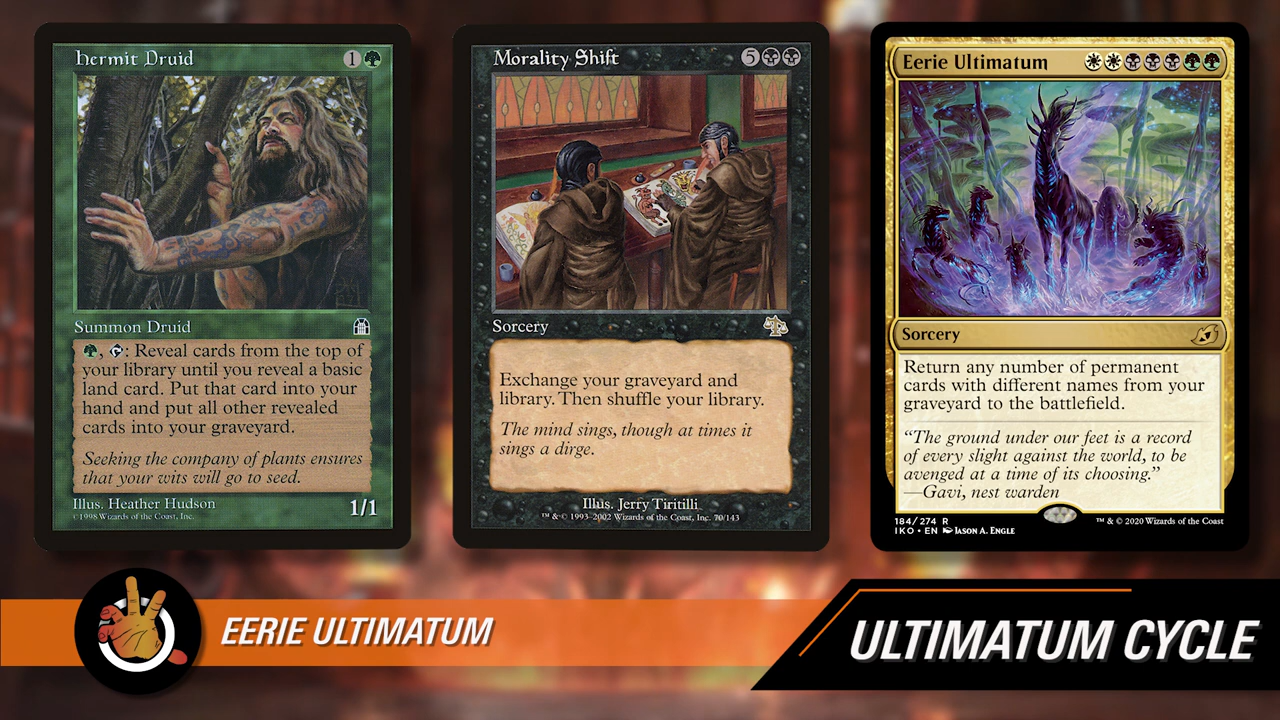 Hermit Druid
1
Summon Druid
, : Reveal cards from the top of
your library until you reveal a basic
land card. Put that card into your
hand and put all other revealed
cards into your graveyard.
Seeking the company of plants ensures
that your wits will go to seed.
Illus. Heather Hudson
©1998 Wizards of the Coast, Inc.
1/1
Morality Shift
5
Sorcery
Exchange your graveyard and
library. Then shuffle your library.
The mind sings, though at times it
sings a dirge.
Illus. Jerry Tiritilli
™ & © 1993-2002 Wizards of the Coast, Inc. 70/143
Eerie Ultimatum
Sorcery
Return any number of permanent
cards with different names from your
graveyard to the battlefield.
“The ground under our feet is a record
of every slight against the world, to be
avenged at a time of its choosing.”
—Gavi, nest warden
184/274 R
IKO • EN Jason A. Engle
™ & © 2020 Wizards of the Coast
EERIE ULTIMATUM
ULTIMATUM CYCLE